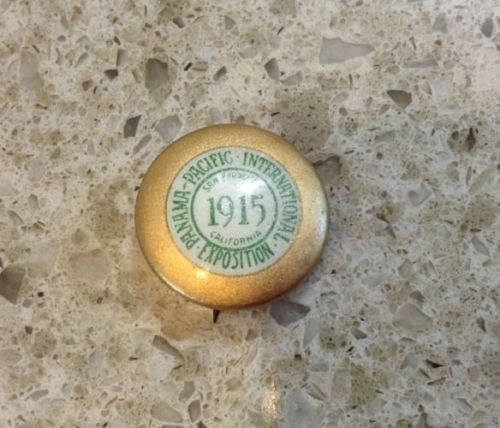 PANAMA-PACIFIC · INTERNATIONAL · EXPOSITION ·
SAN FRANCISCO
1915
CALIFORNIA